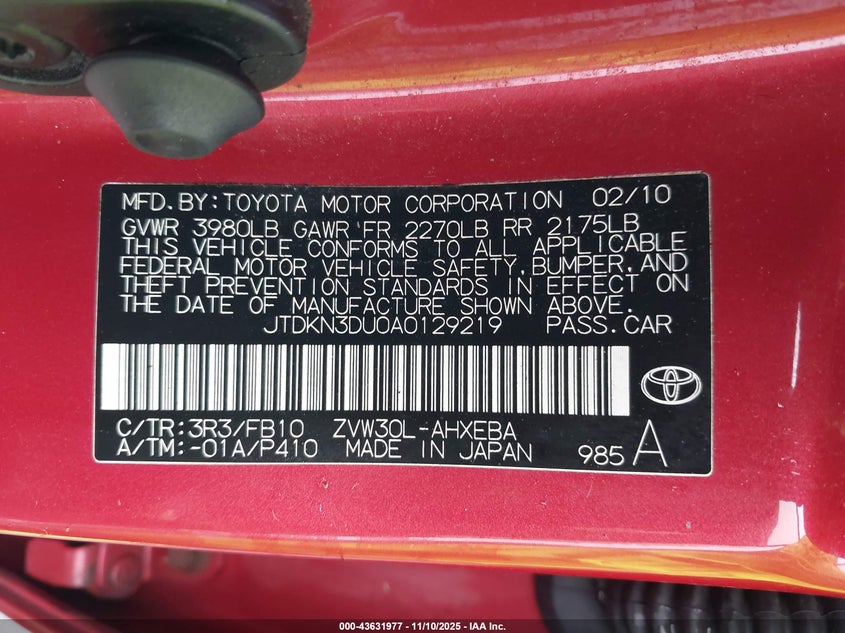 MFD.BY:TOYOTA MOTOR CORPORATION 02/10
GVWR 3980LB GAWR FR 2270LB RR 2175LB
THIS VEHICLE CONFORMS TO ALL APPLICABLE
FEDERAL MOTOR VEHICLE SAFETY,BUMPER,AND
THEFT PREVENTION STANDARDS IN EFFECT ON
THE DATE OF MANUFACTURE SHOWN ABOVE.
JTDKN3DU0A0129219 PASS.CAR
C/TR:3R3/FB10 ZVW30L-AHXEBA
A/TM:-01A/P410 MADE IN JAPAN 985 A
000-43631977 - 11/10/2025 - IAA Inc.